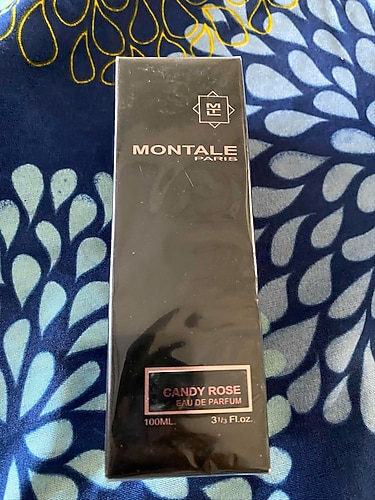 MONTALE
PARIS
CANDY ROSE
EAU DE PARFUM
100ML. 3 1/3 Fl.oz.